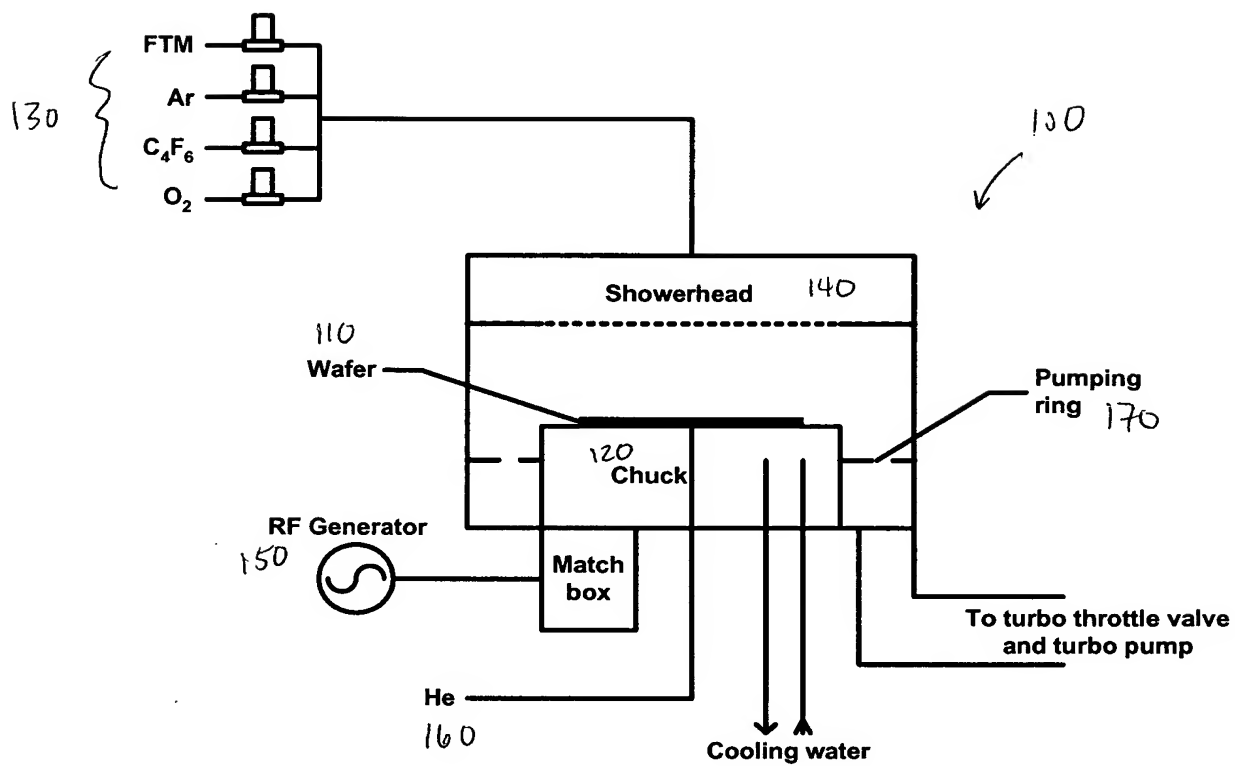 FTM
Ar
130
C₄F₆
O₂
100
Showerhead 140
110
Wafer
Pumping
ring 170
120
Chuck
RF Generator
150
Match
box
To turbo throttle valve
and turbo pump
He
160
Cooling water